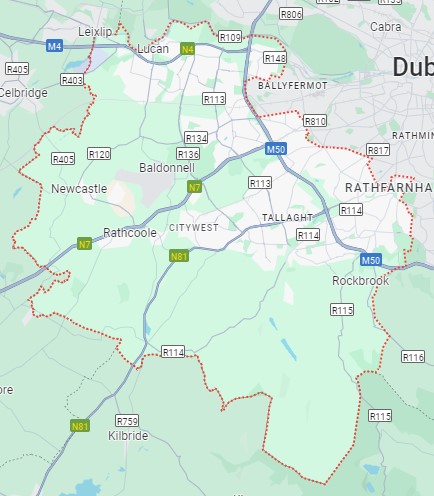 R806
Cabra
Leixlip
R109
M4
Lucan
N4
Dub
R148
R405
R403
Celbridge
BALLYFERMOT
R113
R810
R134
RATHMIN
R817
M50
R405
R120
R136
Baldonnell
N7
R113
RATHFARNHA
Newcastle
R114
TALLAGHT
Rathcoole
CITYWEST
R114
N7
N81
M50
Rockbrook
R115
R114
R116
ore
R115
R759
N81
Kilbride